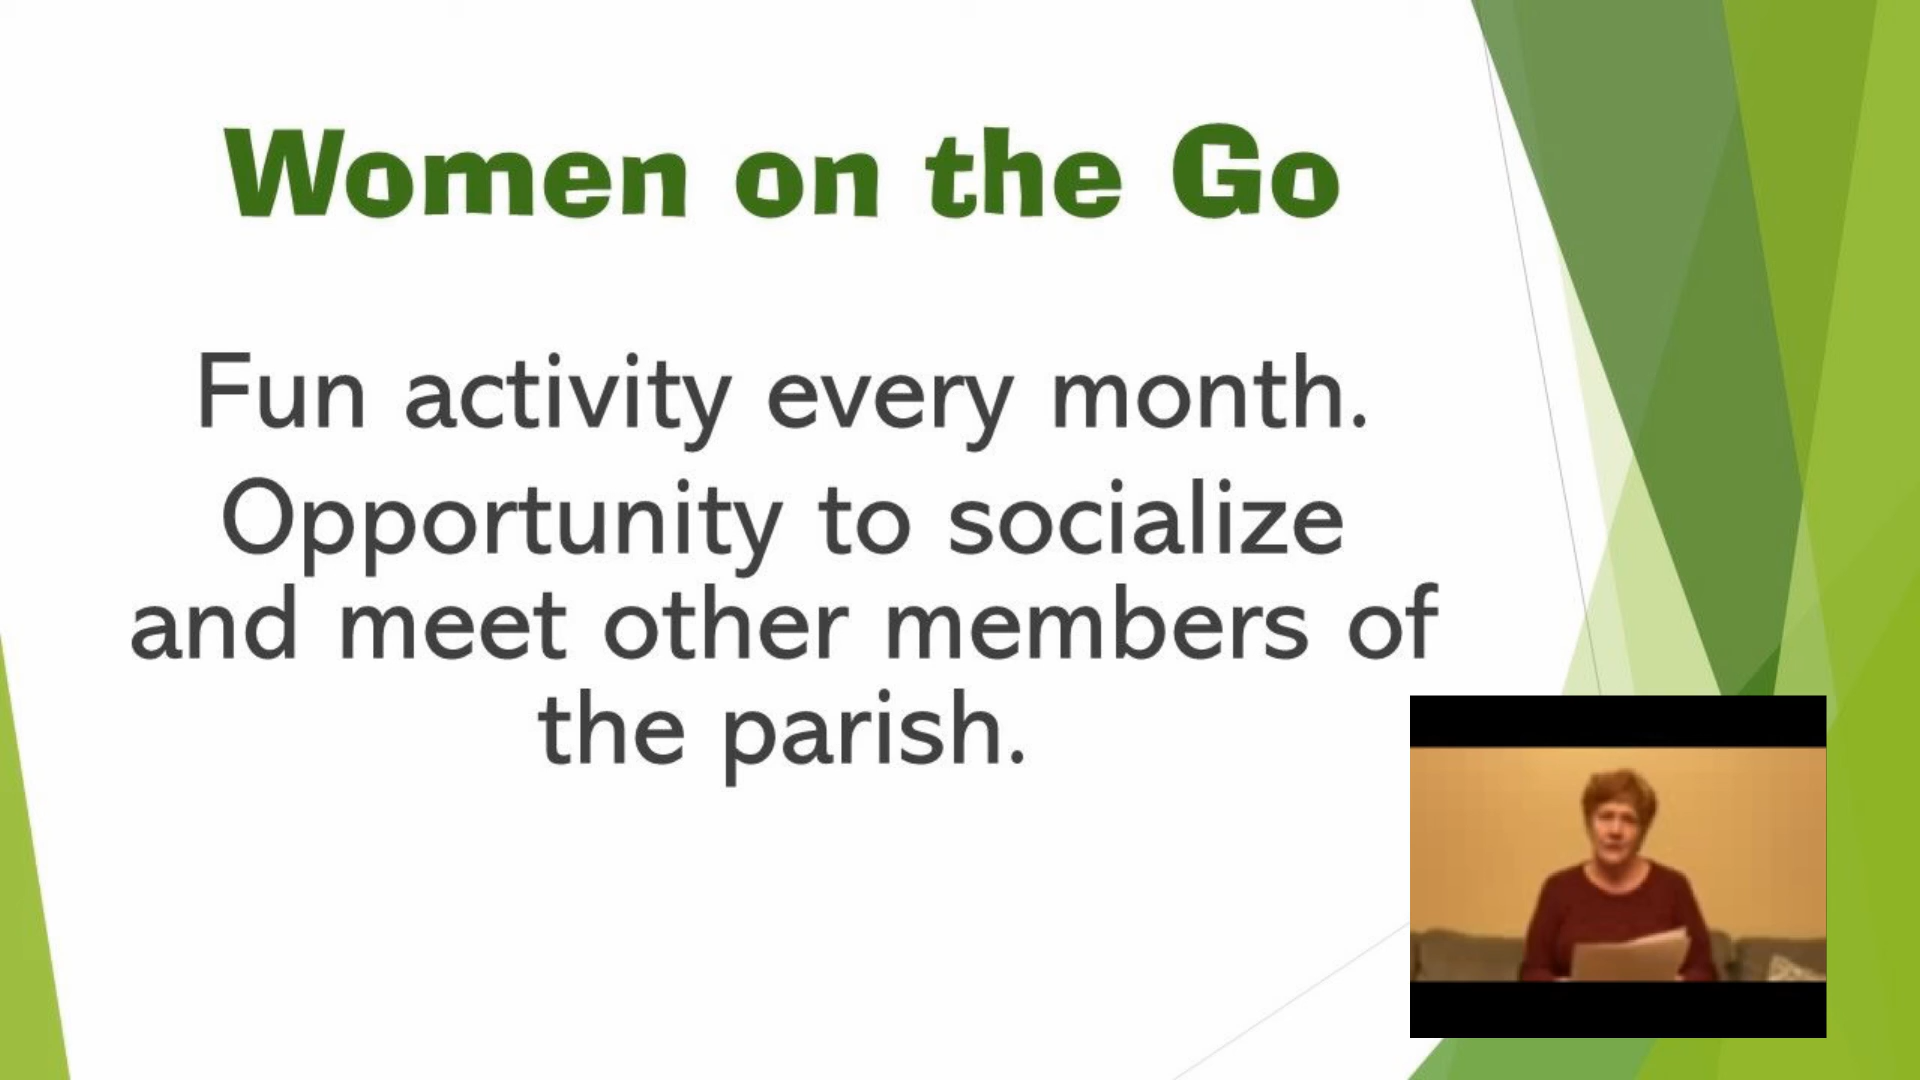 Women on the Go
Fun activity every month.
Opportunity to socialize
and meet other members of
the parish.